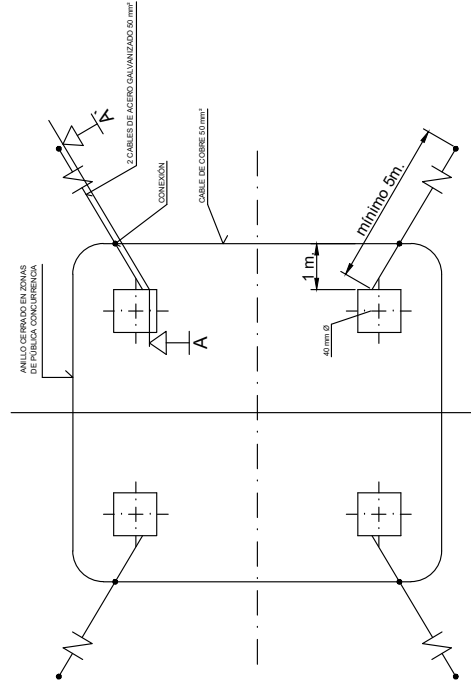 ANILLO CERRADO EN ZONAS
DE PÚBLICA CONCURRENCIA
2 CABLES DE ACERO GALVANIZADO 50 mm²
A´
CONEXIÓN
CABLE DE COBRE 50 mm²
A
1 m.
mínimo 5m.
40 mm Ø